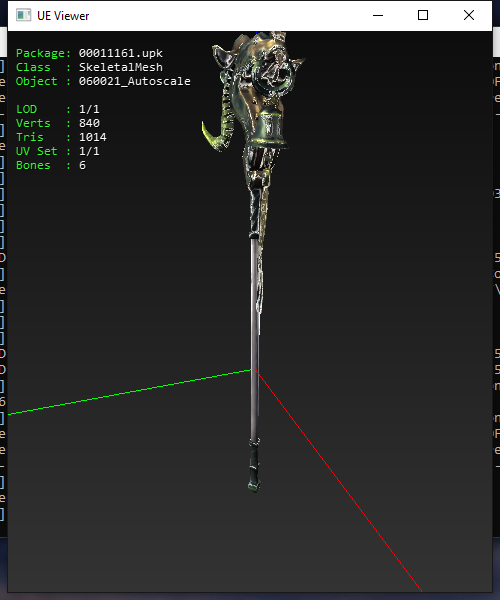 UE Viewer
Package: 00011161.upk
Class : SkeletalMesh
Object : 060021_Autoscale
LOD : 1/1
Verts : 840
Tris : 1014
UV Set : 1/1
Bones : 6